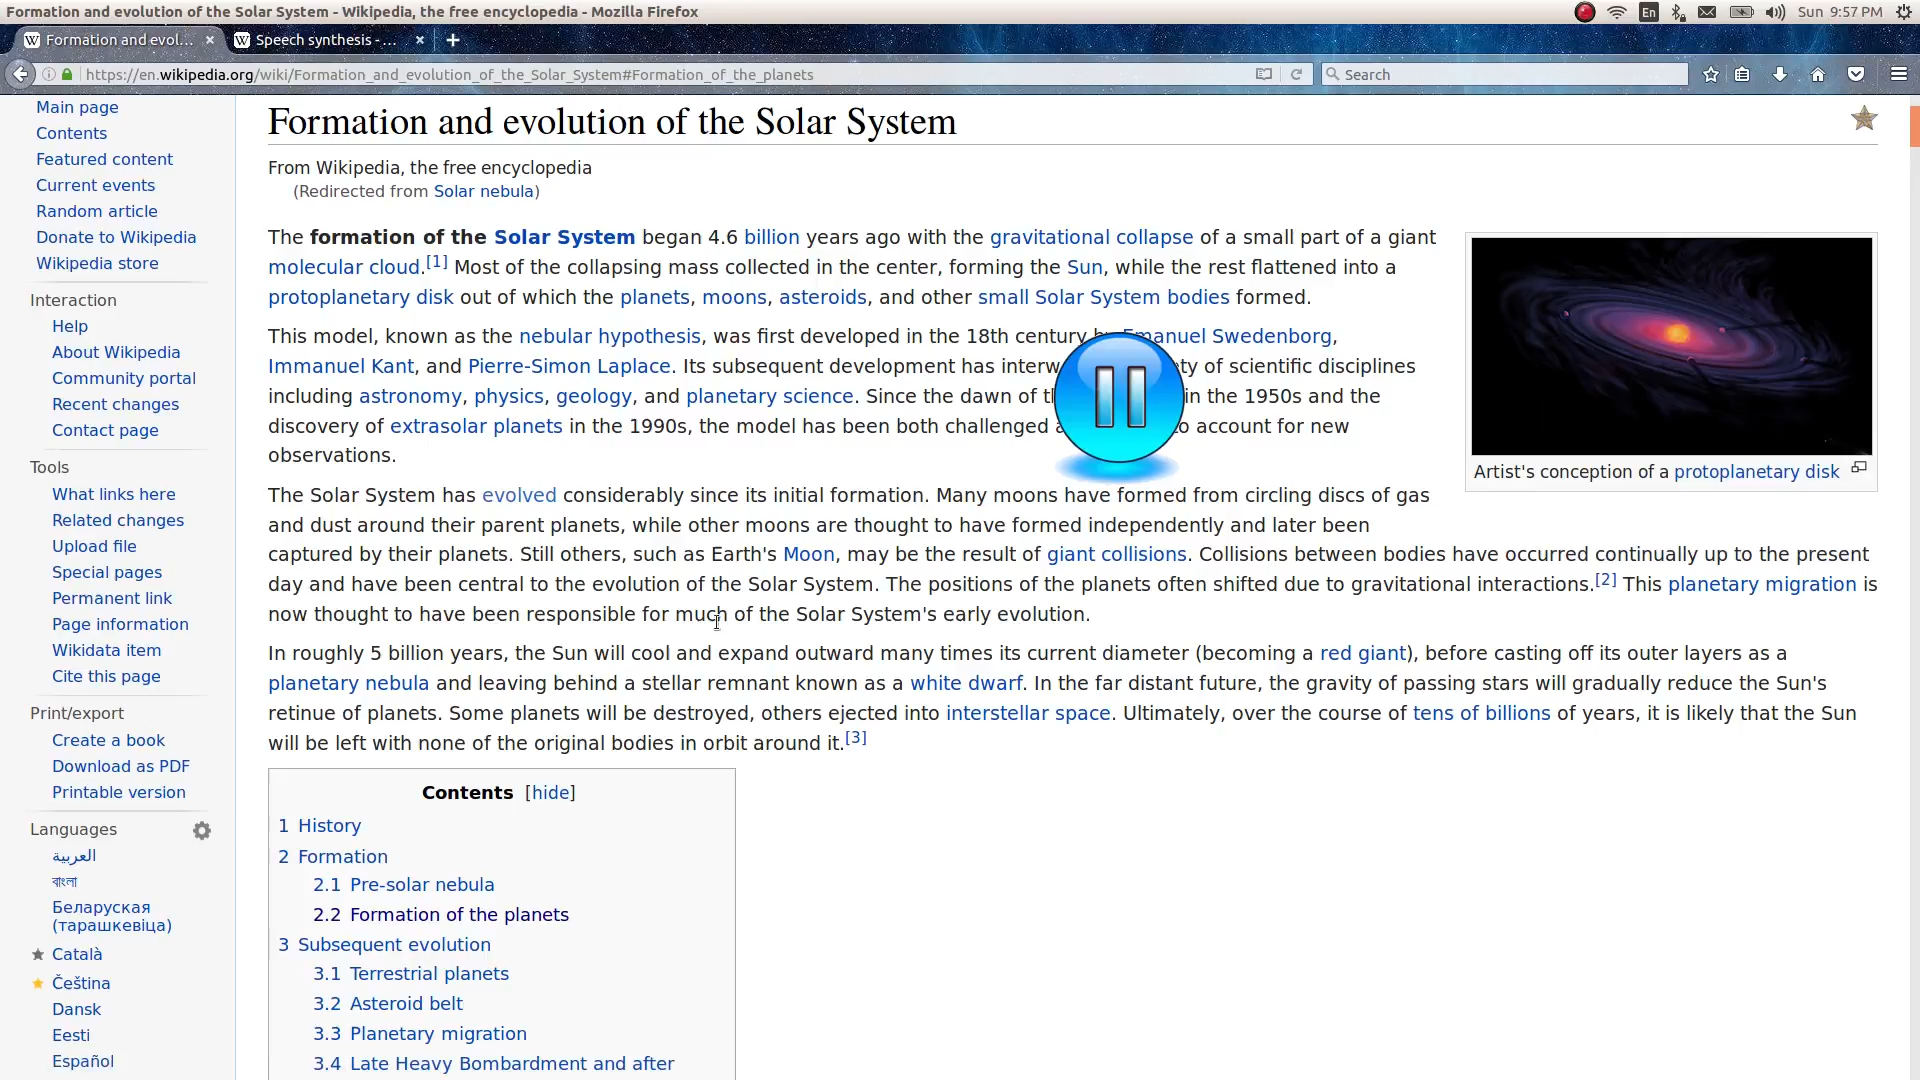 Formation and evolution of the Solar System - Wikipedia, the free encyclopedia - Mozilla Firefox
En
Sun 9:57 PM
W Formation and evol... ×
W Speech synthesis - ... × +
https://en.wikipedia.org/wiki/Formation_and_evolution_of_the_Solar_System#Formation_of_the_planets
Search
Main page
Contents
Featured content
Current events
Random article
Donate to Wikipedia
Wikipedia store
Interaction
Help
About Wikipedia
Community portal
Recent changes
Contact page
Tools
What links here
Related changes
Upload file
Special pages
Permanent link
Page information
Wikidata item
Cite this page
Print/export
Create a book
Download as PDF
Printable version
Languages
العربية
বাংলা
Беларуская
(тарашкевіца)
Català
Čeština
Dansk
Eesti
Español
Formation and evolution of the Solar System
From Wikipedia, the free encyclopedia
(Redirected from Solar nebula)
The formation of the Solar System began 4.6 billion years ago with the gravitational collapse of a small part of a giant
molecular cloud.[1] Most of the collapsing mass collected in the center, forming the Sun, while the rest flattened into a
protoplanetary disk out of which the planets, moons, asteroids, and other small Solar System bodies formed.
This model, known as the nebular hypothesis, was first developed in the 18th century Emanuel Swedenborg,
Immanuel Kant, and Pierre-Simon Laplace. Its subsequent development has of scientific disciplines
including astronomy, physics, geology, and planetary science. Since the dawn of in the 1950s and the
discovery of extrasolar planets in the 1990s, the model has been both challenged account for new
observations.
The Solar System has evolved considerably since its initial formation. Many moons have formed from circling discs of gas
and dust around their parent planets, while other moons are thought to have formed independently and later been
captured by their planets. Still others, such as Earth's Moon, may be the result of giant collisions. Collisions between bodies have occurred continually up to the present
day and have been central to the evolution of the Solar System. The positions of the planets often shifted due to gravitational interactions.[2] This planetary migration is
now thought to have been responsible for much of the Solar System's early evolution.
In roughly 5 billion years, the Sun will cool and expand outward many times its current diameter (becoming a red giant), before casting off its outer layers as a
planetary nebula and leaving behind a stellar remnant known as a white dwarf. In the far distant future, the gravity of passing stars will gradually reduce the Sun's
retinue of planets. Some planets will be destroyed, others ejected into interstellar space. Ultimately, over the course of tens of billions of years, it is likely that the Sun
will be left with none of the original bodies in orbit around it.[3]
Artist's conception of a protoplanetary disk
Contents [hide]
1 History
2 Formation
2.1 Pre-solar nebula
2.2 Formation of the planets
3 Subsequent evolution
3.1 Terrestrial planets
3.2 Asteroid belt
3.3 Planetary migration
3.4 Late Heavy Bombardment and after